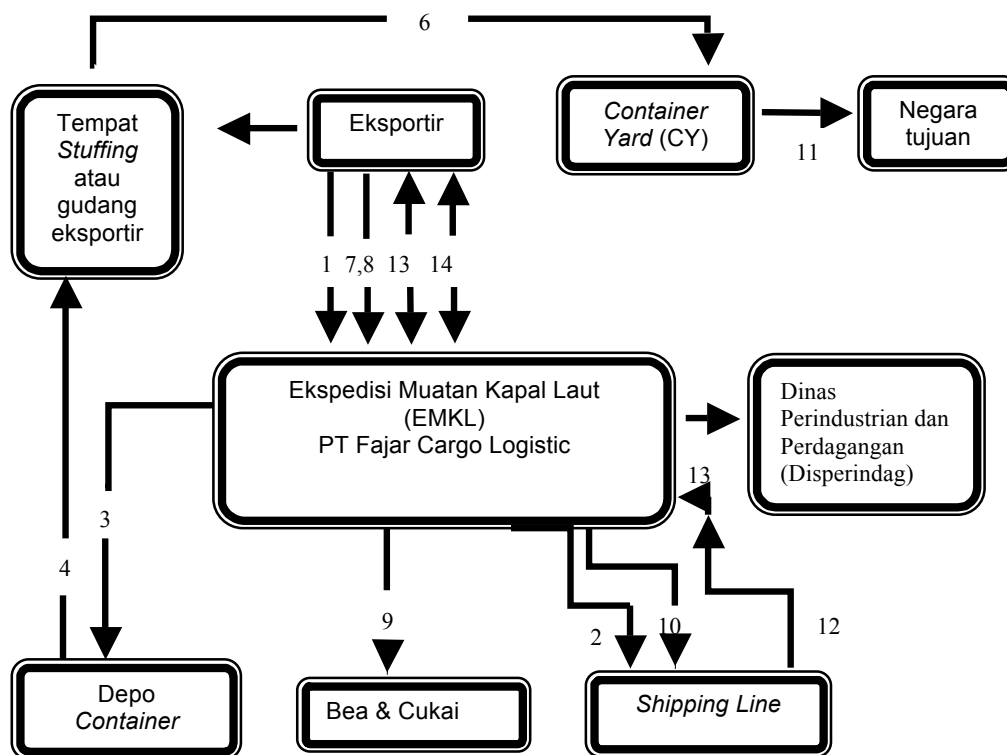 6
Tempat
Stuffing
atau
gudang
eksportir
Eksportir
Container
Yard (CY)
Negara
tujuan
11
1 7,8 13 14
Ekspedisi Muatan Kapal Laut
(EMKL)
PT Fajar Cargo Logistic
Dinas
Perindustrian dan
Perdagangan
(Disperindag)
13
3
4
9
2
10
12
Depo
Container
Bea & Cukai
Shipping Line